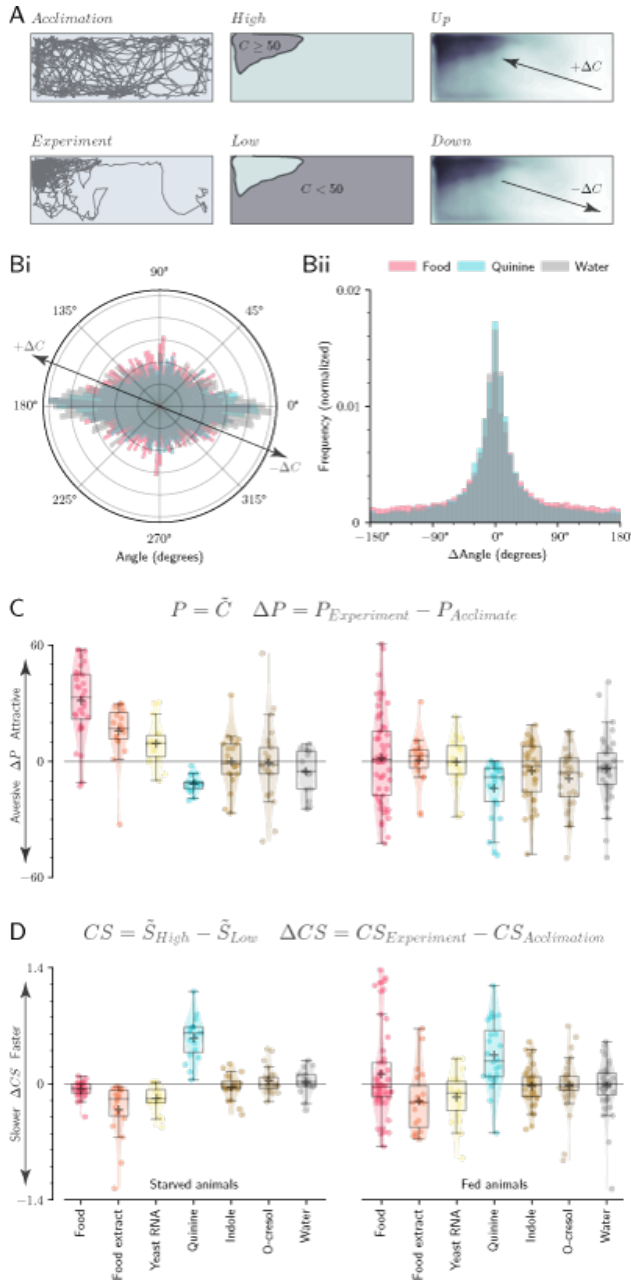 A
Acclimation
High
Up
C ≥ 50
+ΔC
Experiment
Low
Down
C < 50
−ΔC
Bi
Bii
Food
Quinine
Water
90°
135°
45°
+ΔC
180°
0°
−ΔC
225°
315°
270°
Angle (degrees)
0.02
0.01
0
Frequency (normalized)
−180°
−90°
0°
90°
180°
ΔAngle (degrees)
C
P = C̃ ΔP = P_Experiment − P_Acclimate
60
0
−60
Aversive ΔP Attractive
D
CS = S̃_High − S̃_Low ΔCS = CS_Experiment − CS_Acclimation
1.4
0
−1.4
Slower ΔCS Faster
Starved animals
Fed animals
Food
Food extract
Yeast RNA
Quinine
Indole
O-cresol
Water
Food
Food extract
Yeast RNA
Quinine
Indole
O-cresol
Water